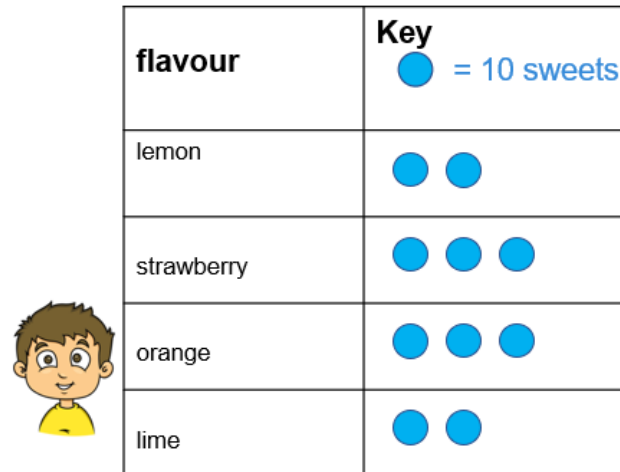 flavour
Key
= 10 sweets
lemon
strawberry
orange
lime